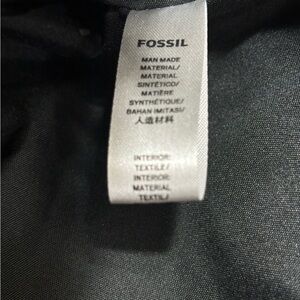 FOSSIL
MAN MADE
MATERIAL/
MATERIAL
SINTÉTICO/
MATIÈRE
SYNTHÉTIQUE/
BAHAN IMITASI/
人造材料
INTERIOR:
TEXTILE/
INTERIOR:
MATERIAL
TEXTIL/